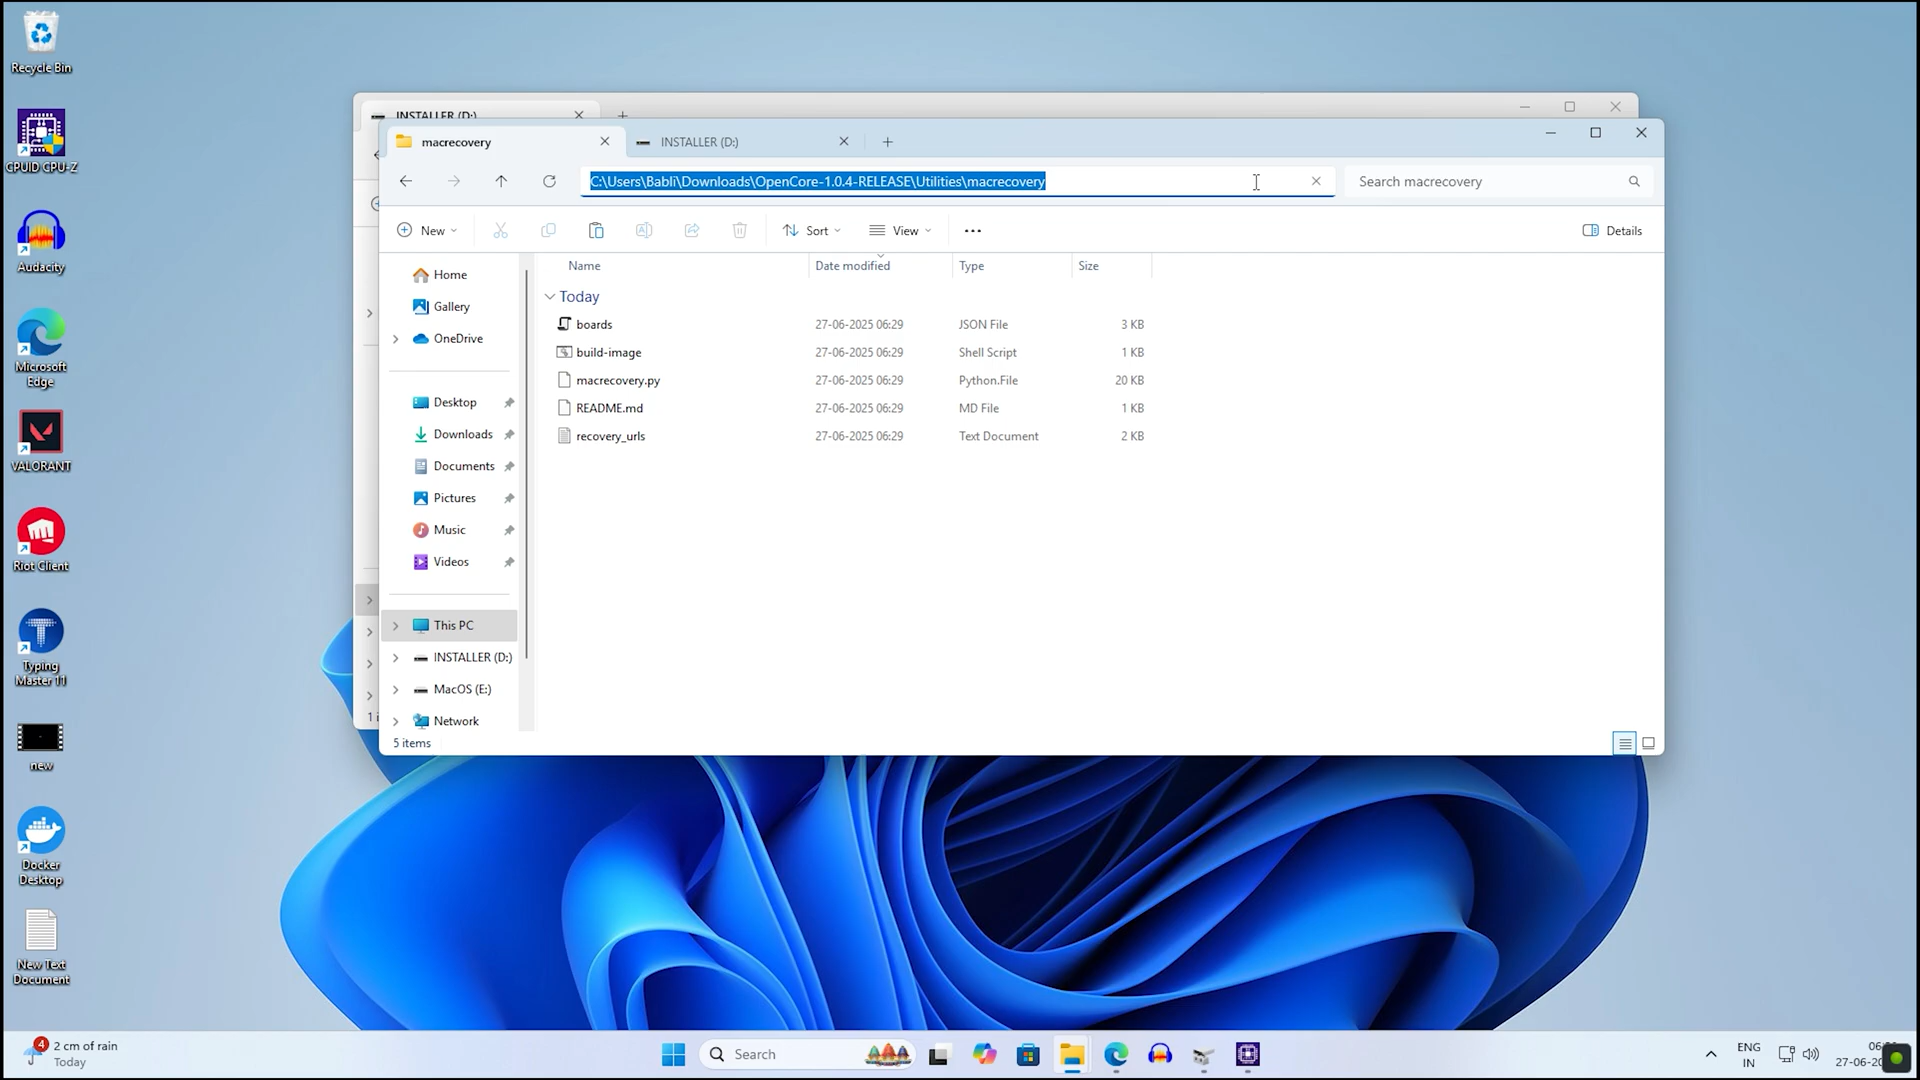 Recycle Bin
CPUID CPU-Z
Audacity
Microsoft
Edge
VALORANT
Riot Client
Typing
Master 11
new
Docker
Desktop
New Text
Document
INSTALLER (D:)
macrecovery
INSTALLER (D:)
C:\Users\Babli\Downloads\OpenCore-1.0.4-RELEASE\Utilities\macrecovery
Search macrecovery
New
Sort
View
Details
Home
Gallery
OneDrive
Desktop
Downloads
Documents
Pictures
Music
Videos
This PC
INSTALLER (D:)
MacOS (E:)
Network
Name Date modified Type Size
Today
boards 27-06-2025 06:29 JSON File 3 KB
build-image 27-06-2025 06:29 Shell Script 1 KB
macrecovery.py 27-06-2025 06:29 Python.File 20 KB
README.md 27-06-2025 06:29 MD File 1 KB
recovery_urls 27-06-2025 06:29 Text Document 2 KB
5 items
4
2 cm of rain
Today
Search
ENG
IN